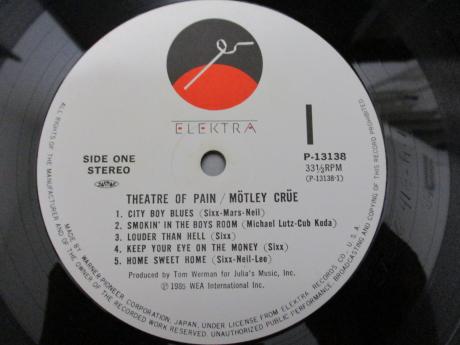 ELEKTRA
I
SIDE ONE
STEREO
P-13138
33⅓RPM
(P-13138-1)
THEATRE OF PAIN / MÖTLEY CRÜE
1. CITY BOY BLUES (Sixx-Mars-Neil)
2. SMOKIN' IN THE BOYS ROOM (Michael Lutz-Cub Koda)
3. LOUDER THAN HELL (Sixx)
4. KEEP YOUR EYE ON THE MONEY (Sixx)
5. HOME SWEET HOME (Sixx-Neil-Lee)
Produced by Tom Werman for Julia's Music, Inc.
℗ 1985 WEA International Inc.
ALL RIGHTS OF THE MANUFACTURER AND OF THE OWNER OF THE RECORDED WORK RESERVED. UNAUTHORIZED PUBLIC PERFORMANCE, BROADCASTING AND COPYING OF THIS RECORD PROHIBITED.
MFD. BY WARNER-PIONEER CORPORATION, JAPAN, UNDER LICENSE FROM ELEKTRA RECORDS CO. U.S.A.